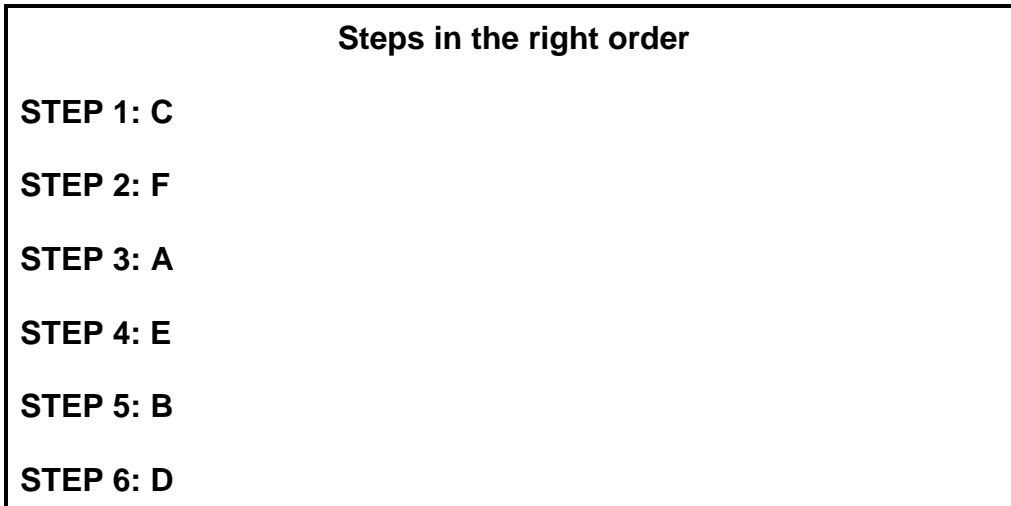 Steps in the right order
STEP 1: C
STEP 2: F
STEP 3: A
STEP 4: E
STEP 5: B
STEP 6: D